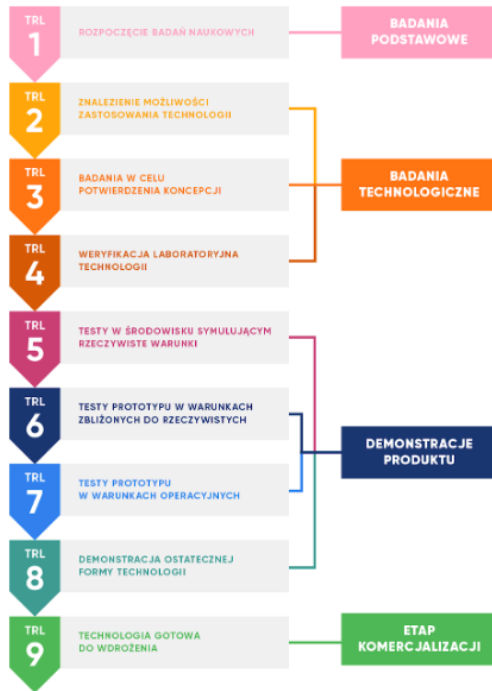 TRL
1
ROZPOCZĘCIE BADAŃ NAUKOWYCH
BADANIA
PODSTAWOWE
TRL
2
ZNALEZIENIE MOŻLIWOŚCI
ZASTOSOWANIA TECHNOLOGII
TRL
3
BADANIA W CELU
POTWIERDZENIA KONCEPCJI
BADANIA
TECHNOLOGICZNE
TRL
4
WERYFIKACJA LABORATORYJNA
TECHNOLOGII
TRL
5
TESTY W ŚRODOWISKU SYMULUJĄCYM
RZECZYWISTE WARUNKI
TRL
6
TESTY PROTOTYPU W WARUNKACH
ZBLIŻONYCH DO RZECZYWISTYCH
DEMONSTRACJE
PRODUKTU
TRL
7
TESTY PROTOTYPU
W WARUNKACH OPERACYJNYCH
TRL
8
DEMONSTRACJA OSTATECZNEJ
FORMY TECHNOLOGII
TRL
9
TECHNOLOGIA GOTOWA
DO WDROŻENIA
ETAP
KOMERCJALIZACJI